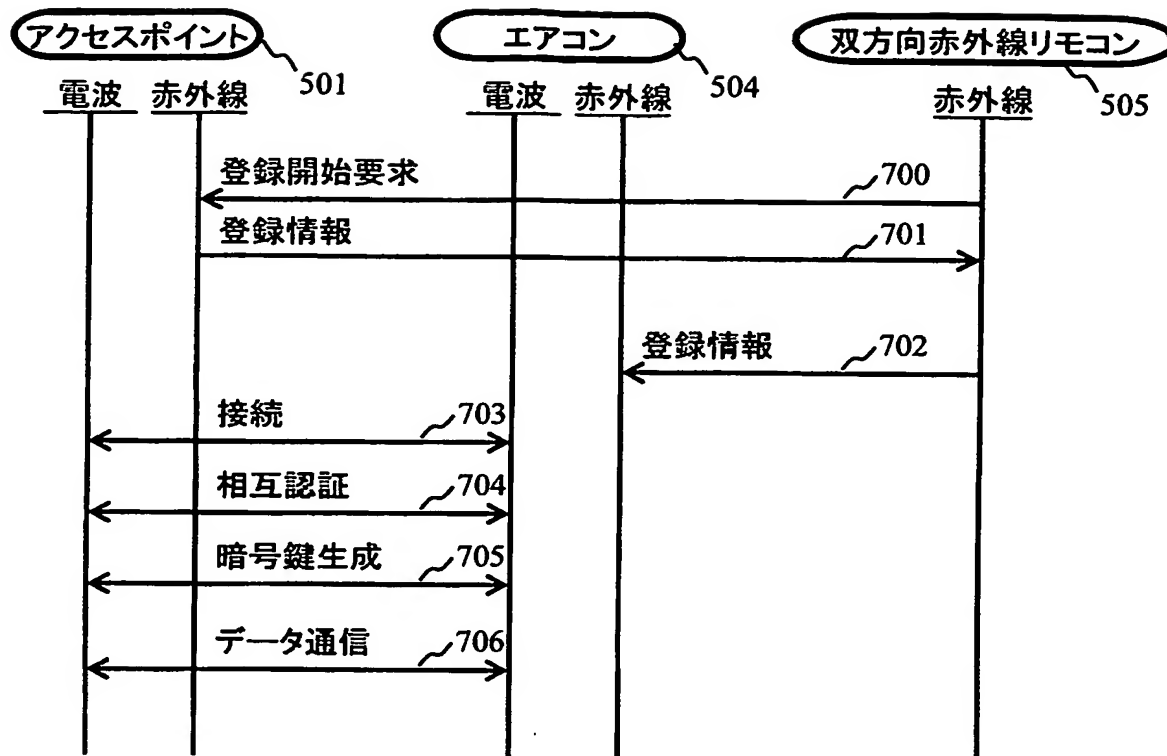 アクセスポイント
501
エアコン
504
双方向赤外線リモコン
505
電波
赤外線
電波
赤外線
赤外線
登録開始要求
700
登録情報
701
登録情報
702
接続
703
相互認証
704
暗号鍵生成
705
データ通信
706